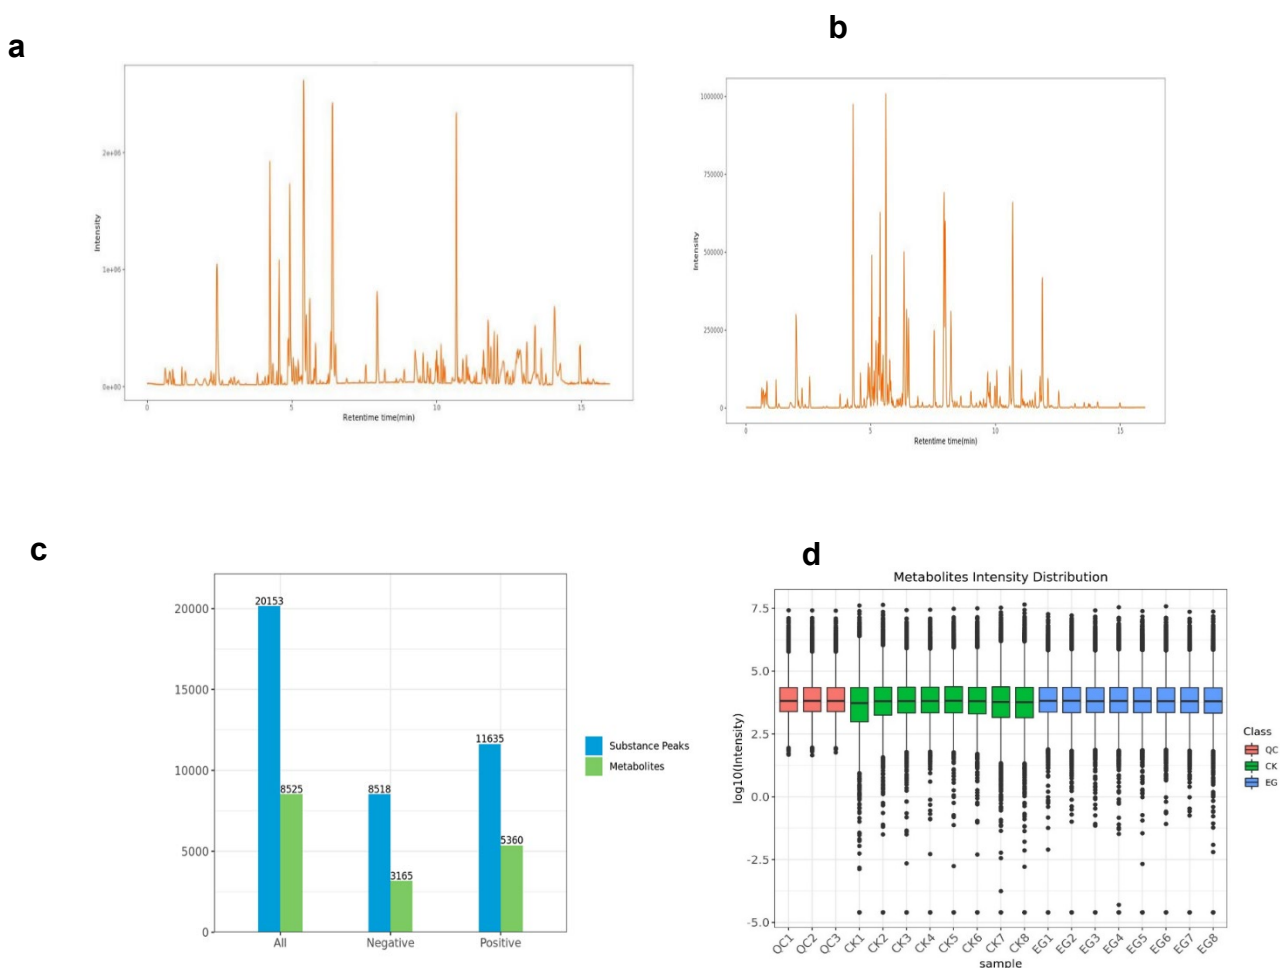 a
b
2e+06
1e+06
0e+00
Intensity
0
5
10
15
Retentime time(min)
1000000
750000
500000
250000
0
Intensity
0
5
10
15
Retentime time(min)
c
20000
15000
10000
5000
0
20153
8525
8518
3165
11635
5360
All
Negative
Positive
Substance Peaks
Metabolites
d
Metabolites Intensity Distribution
7.5
5.0
2.5
0.0
-2.5
-5.0
log10(Intensity)
QC1
QC2
QC3
CK1
CK2
CK3
CK4
CK5
CK6
CK7
CK8
EG1
EG2
EG3
EG4
EG5
EG6
EG7
EG8
sample
Class
QC
CK
EG